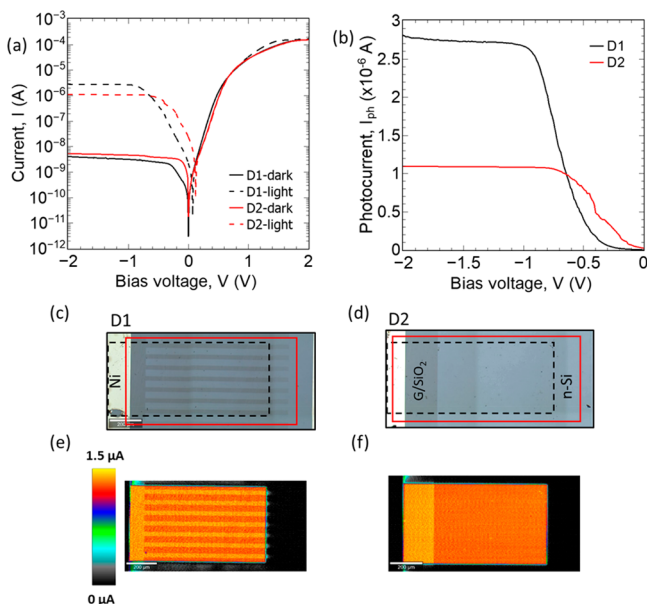 (a)
Current, I (A)
10⁻³
10⁻⁴
10⁻⁵
10⁻⁶
10⁻⁷
10⁻⁸
10⁻⁹
10⁻¹⁰
10⁻¹¹
10⁻¹²
-2
-1
0
1
2
Bias voltage, V (V)
D1-dark
D1-light
D2-dark
D2-light
(b)
Photocurrent, Iₚₕ (x10⁻⁶ A)
3
2.5
2
1.5
1
0.5
0
-2
-1.5
-1
-0.5
0
Bias voltage, V (V)
D1
D2
(c)
D1
Ni
(d)
D2
G/SiO₂
n-Si
(e)
1.5 µA
0 µA
200 µm
(f)
200 µm